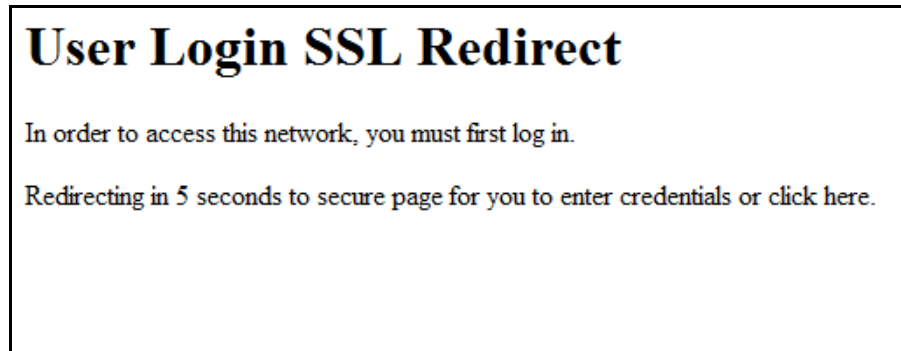 User Login SSL Redirect
In order to access this network, you must first log in.
Redirecting in 5 seconds to secure page for you to enter credentials or click here.